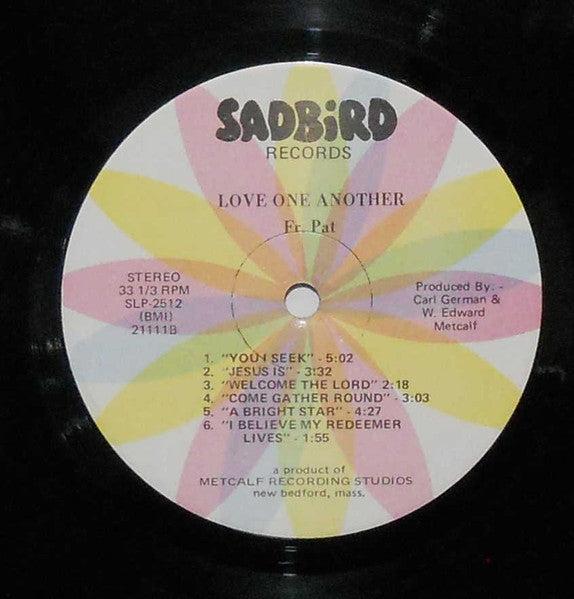 SADBiRD
RECORDS
LOVE ONE ANOTHER
Fr. Pat
STEREO
33 1/3 RPM
SLP-2512
(BMI)
21111B
Produced By: -
Carl German &
W. Edward
Metcalf
1. "YOU I SEEK" - 5:02
2. "JESUS IS" - 3:32
3. "WELCOME THE LORD" 2:18
4. "COME GATHER ROUND" - 3:03
5. "A BRIGHT STAR" - 4:27
6. "I BELIEVE MY REDEEMER
LIVES" - 1:55
a product of
METCALF RECORDING STUDIOS
new bedford, mass.